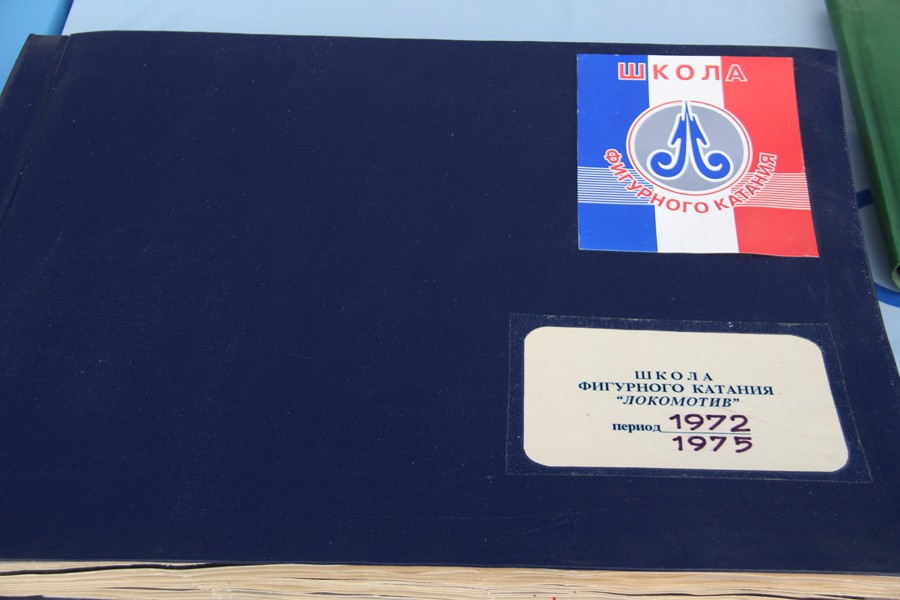 ШКОЛА
ФИГУРНОГО КАТАНИЯ
ШКОЛА
ФИГУРНОГО КАТАНИЯ
“ЛОКОМОТИВ”
период 1972
1975